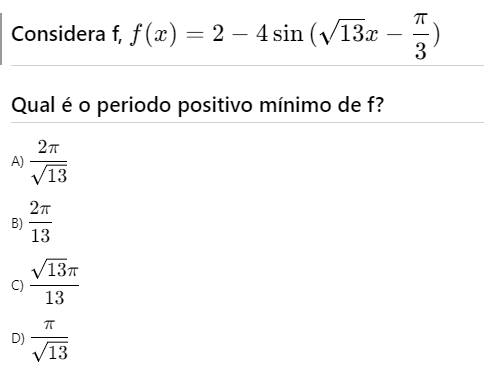 Considera f, f(x) = 2 − 4 sin (√13x − π/3)
Qual é o periodo positivo mínimo de f?
A) 2π/√13
B) 2π/13
C) √13π/13
D) π/√13